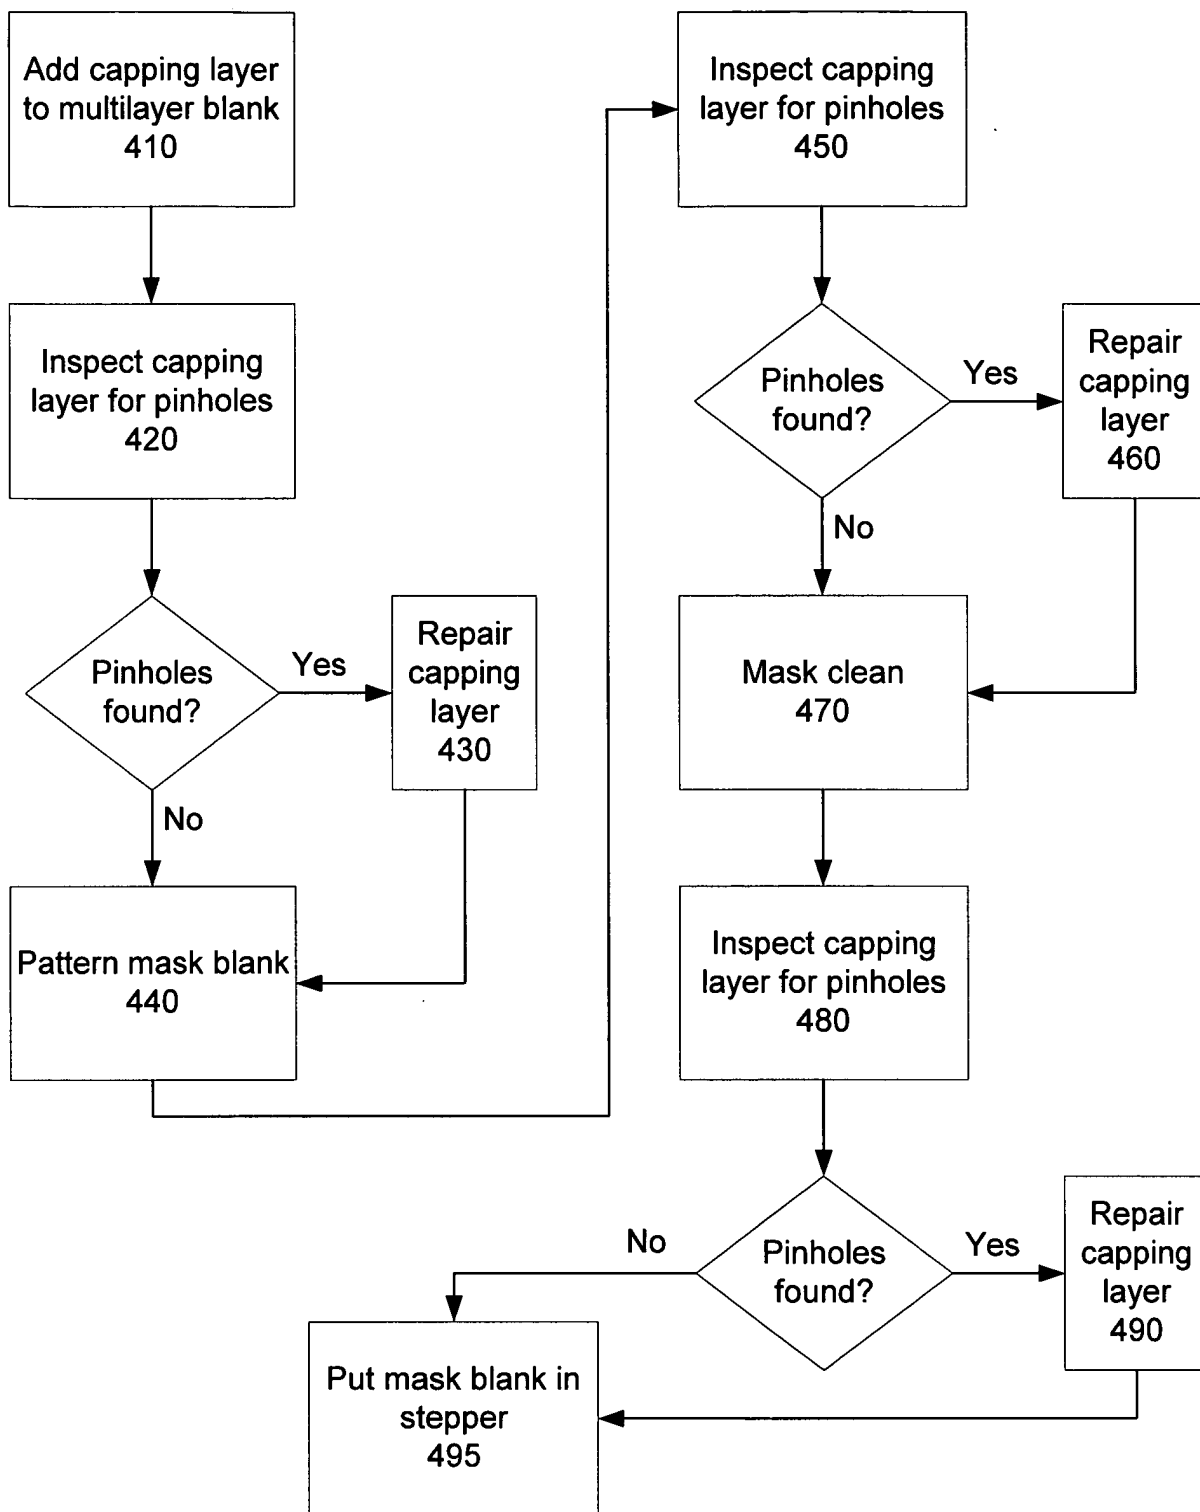 Add capping layer
to multilayer blank
410
Inspect capping
layer for pinholes
420
Pinholes
found?
Yes
Repair
capping
layer
430
No
Pattern mask blank
440
Inspect capping
layer for pinholes
450
Pinholes
found?
Yes
Repair
capping
layer
460
No
Mask clean
470
Inspect capping
layer for pinholes
480
Pinholes
found?
Yes
Repair
capping
layer
490
No
Put mask blank in
stepper
495